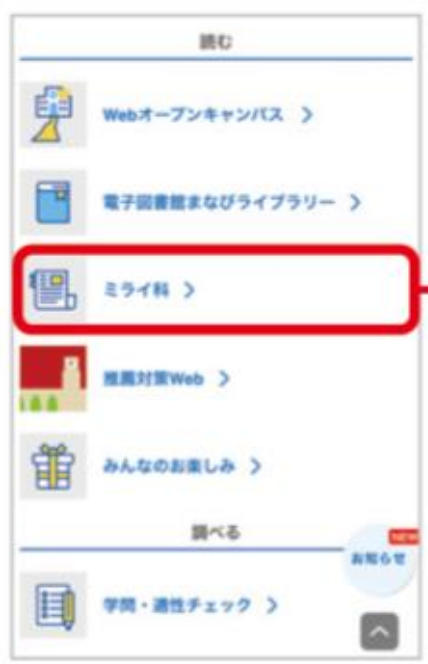 読む
Webオープンキャンパス >
電子図書館まなびライブラリー >
ミライ科 >
推薦対策Web >
みんなのお楽しみ >
調べる
NEW
お知らせ
学問・適性チェック >